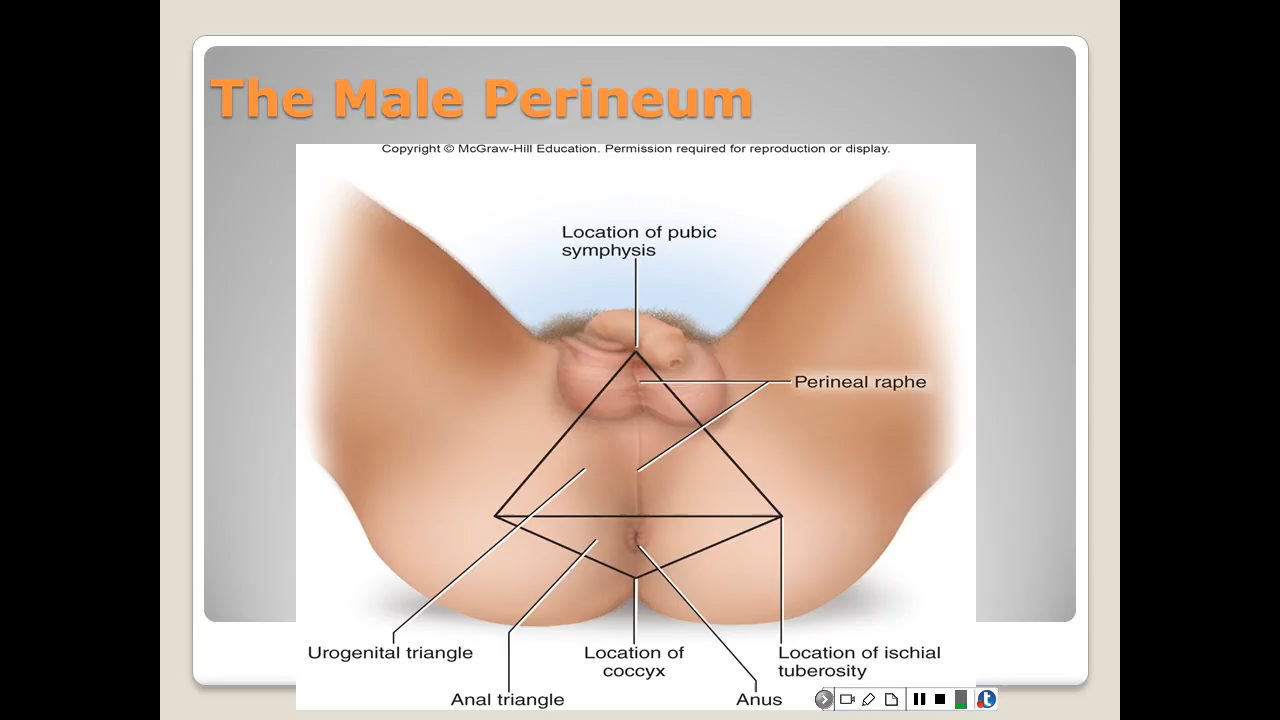 The Male Perineum
Copyright © McGraw-Hill Education. Permission required for reproduction or display.
Location of pubic
symphysis
Perineal raphe
Urogenital triangle
Location of
coccyx
Location of ischial
tuberosity
Anal triangle
Anus
t